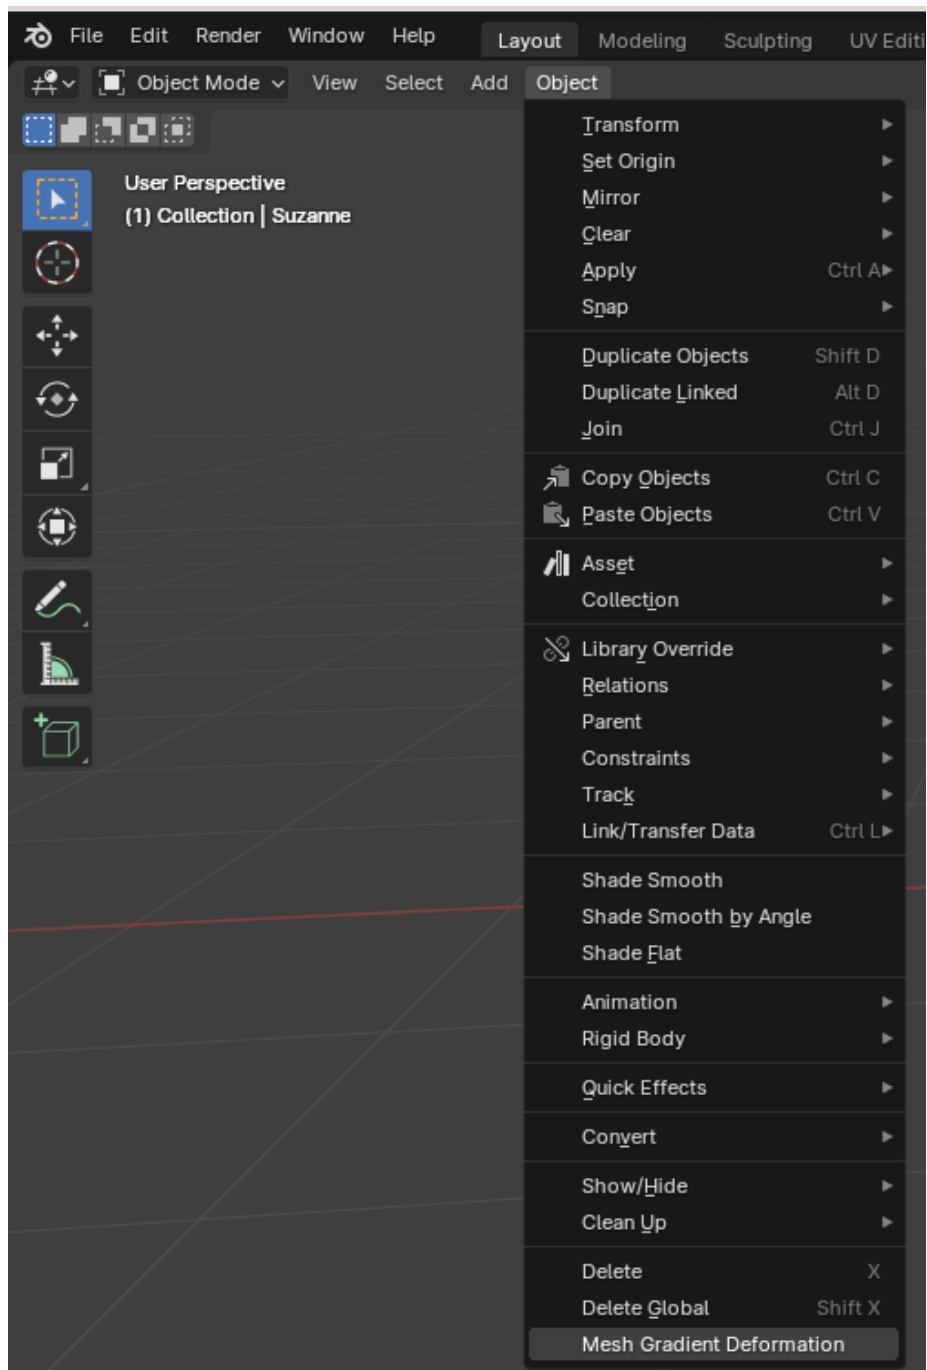 File Edit Render Window Help Layout Modeling Sculpting UV Editi
Object Mode View Select Add Object
User Perspective
(1) Collection | Suzanne
Transform
Set Origin
Mirror
Clear
Apply Ctrl A
Snap
Duplicate Objects Shift D
Duplicate Linked Alt D
Join Ctrl J
Copy Objects Ctrl C
Paste Objects Ctrl V
Asset
Collection
Library Override
Relations
Parent
Constraints
Track
Link/Transfer Data Ctrl L
Shade Smooth
Shade Smooth by Angle
Shade Flat
Animation
Rigid Body
Quick Effects
Convert
Show/Hide
Clean Up
Delete X
Delete Global Shift X
Mesh Gradient Deformation